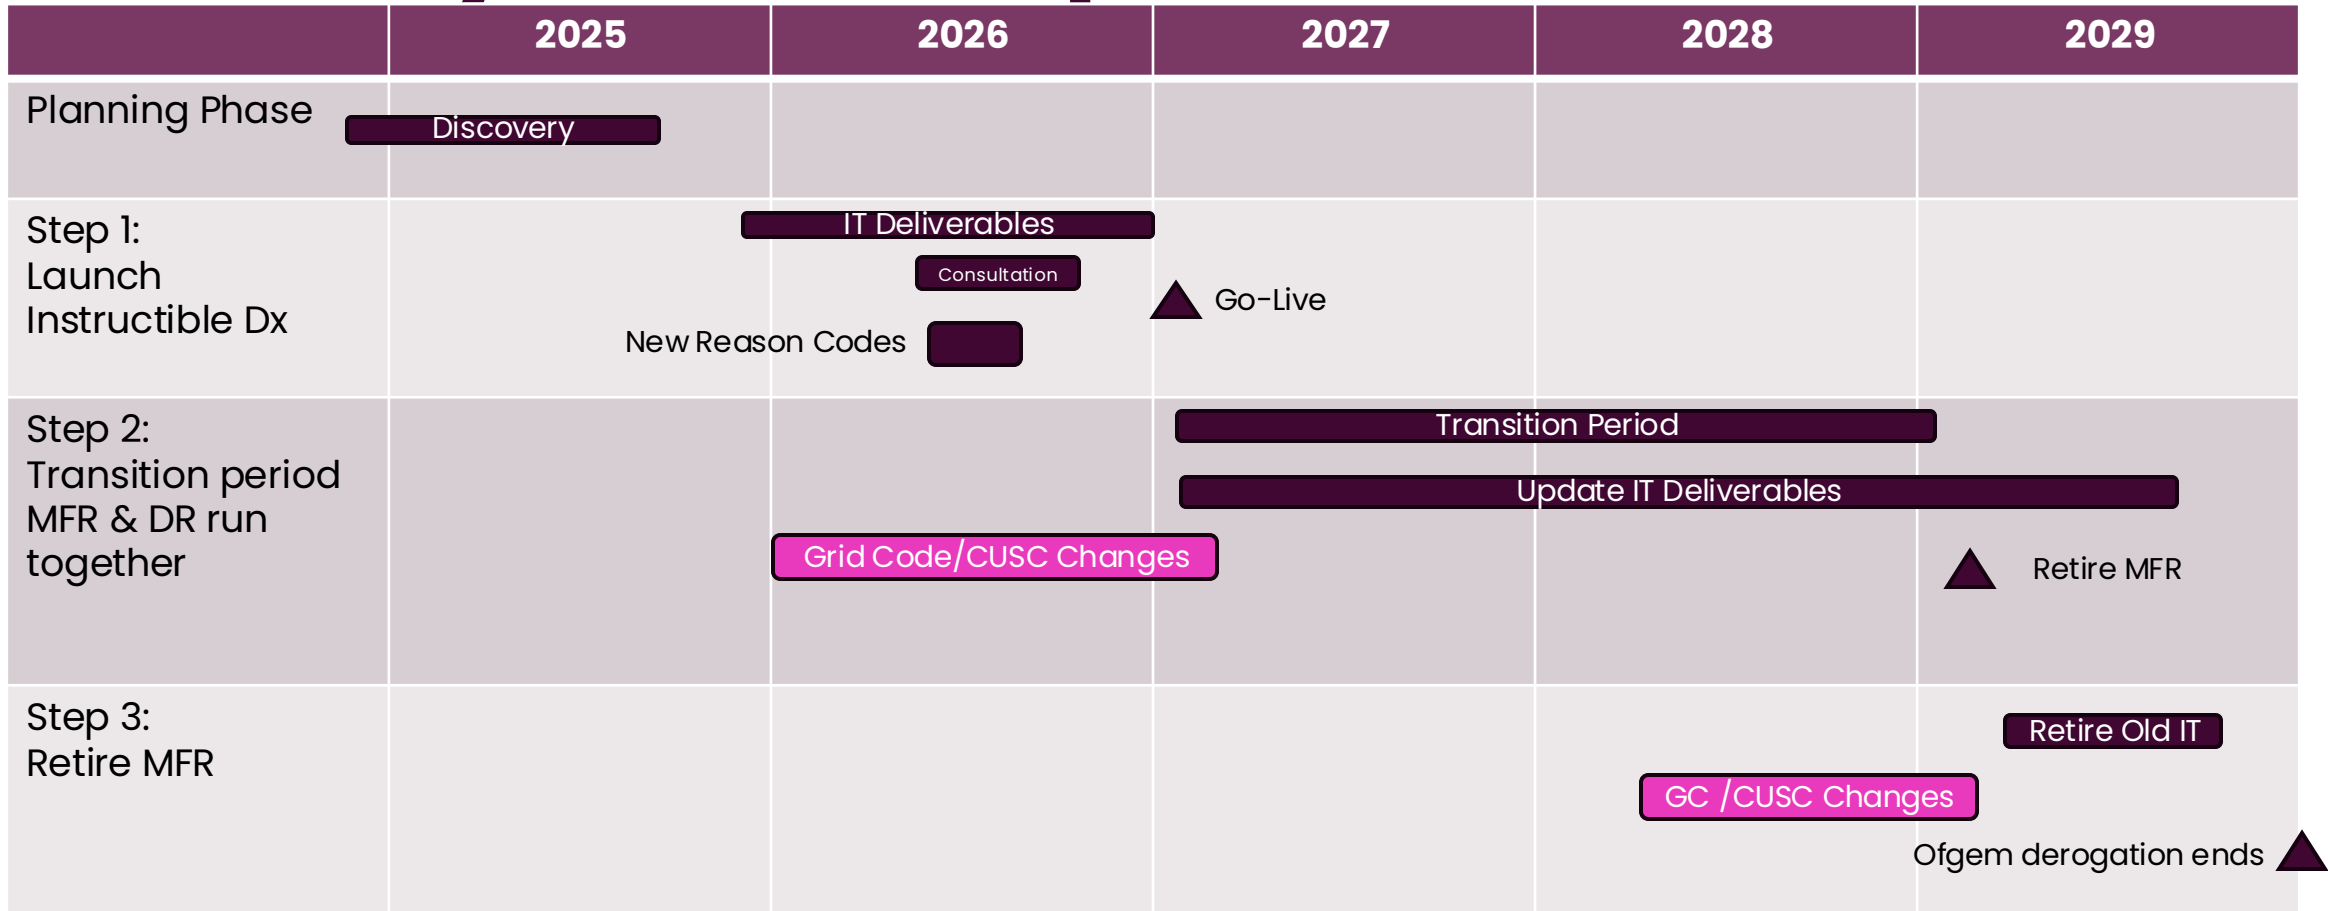 2025 2026 2027 2028 2029
Planning Phase
Discovery
Step 1:
Launch
Instructible Dx
IT Deliverables
Consultation
Go-Live
New Reason Codes
Step 2:
Transition period
MFR & DR run
together
Transition Period
Update IT Deliverables
Grid Code/CUSC Changes
Retire MFR
Step 3:
Retire MFR
Retire Old IT
GC /CUSC Changes
Ofgem derogation ends